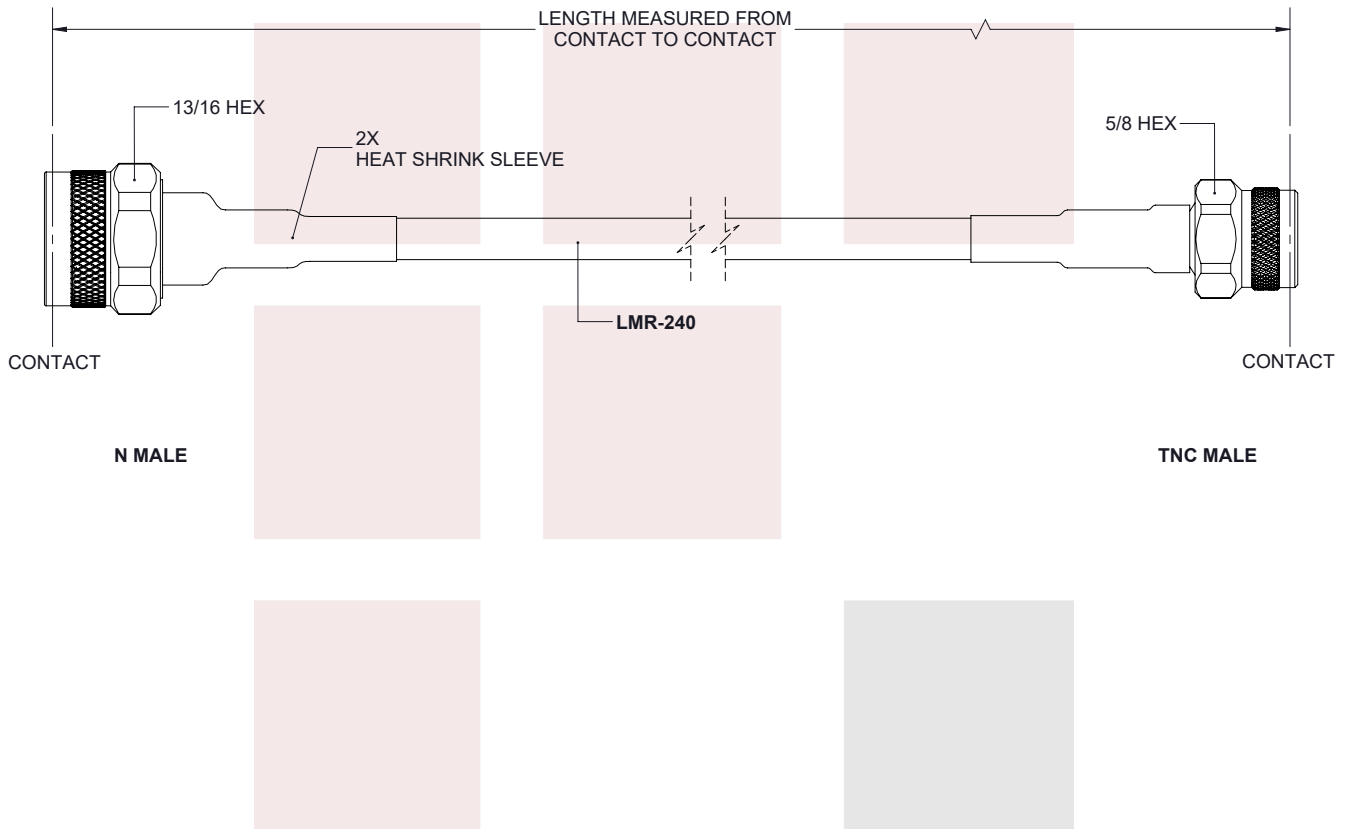 LENGTH MEASURED FROM
CONTACT TO CONTACT
13/16 HEX
5/8 HEX
2X
HEAT SHRINK SLEEVE
LMR-240
CONTACT
CONTACT
N MALE
TNC MALE